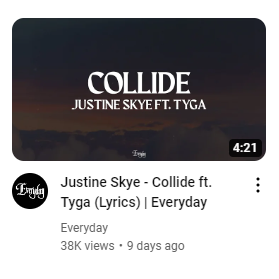 COLLIDE
JUSTINE SKYE FT. TYGA
Everyday
4:21
Everyday
Justine Skye - Collide ft.
Tyga (Lyrics) | Everyday
Everyday
38K views • 9 days ago